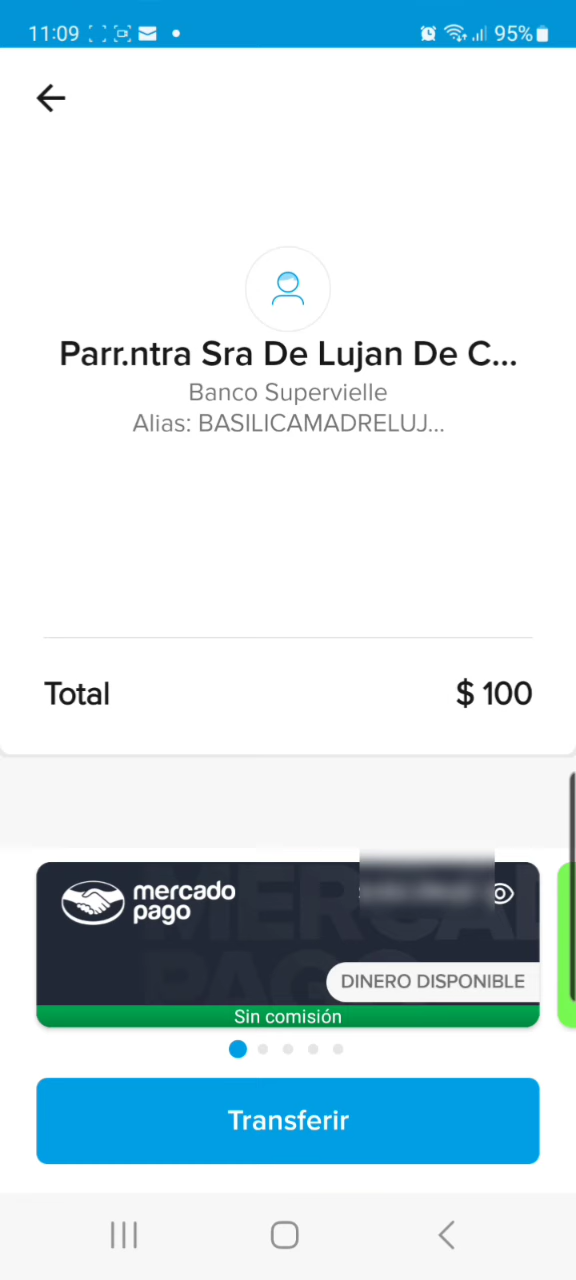 11:09 95%
Parr.ntra Sra De Lujan De C...
Banco Supervielle
Alias: BASILICAMADRELUJ...
Total $ 100
mercado
pago
DINERO DISPONIBLE
Sin comisión
Transferir